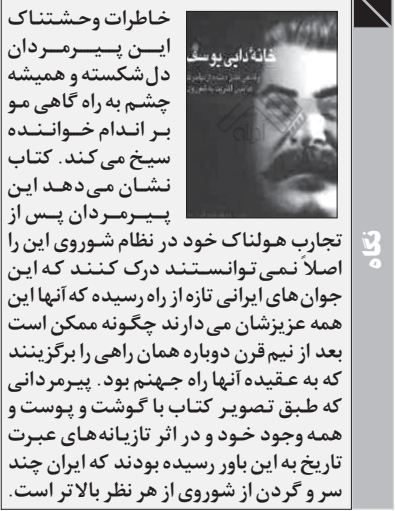 خاطرات وحشتناک
این پیرمردان
دل‌شکسته و همیشه
چشم به راه گاهی مو
بر اندام خواننده
سیخ می‌کند. کتاب
نشان می‌دهد این
پیرمردان پس از
تجارب هولناک خود در نظام شوروی این را
اصلاً نمی‌توانستند درک کنند که این
جوان‌های ایرانی تازه از راه رسیده که آنها این
همه عزیزشان می‌دارند چگونه ممکن است
بعد از نیم قرن دوباره همان راهی را برگزینند
که به عقیده آنها راه جهنم بود. پیرمردانی
که طبق تصویر کتاب با گوشت و پوست و
همه وجود خود و در اثر تازیانه‌های عبرت
تاریخ به این باور رسیده بودند که ایران چند
سر و گردن از شوروی از هر نظر بالاتر است.
خانهٔ دایی یوسف
نگاه